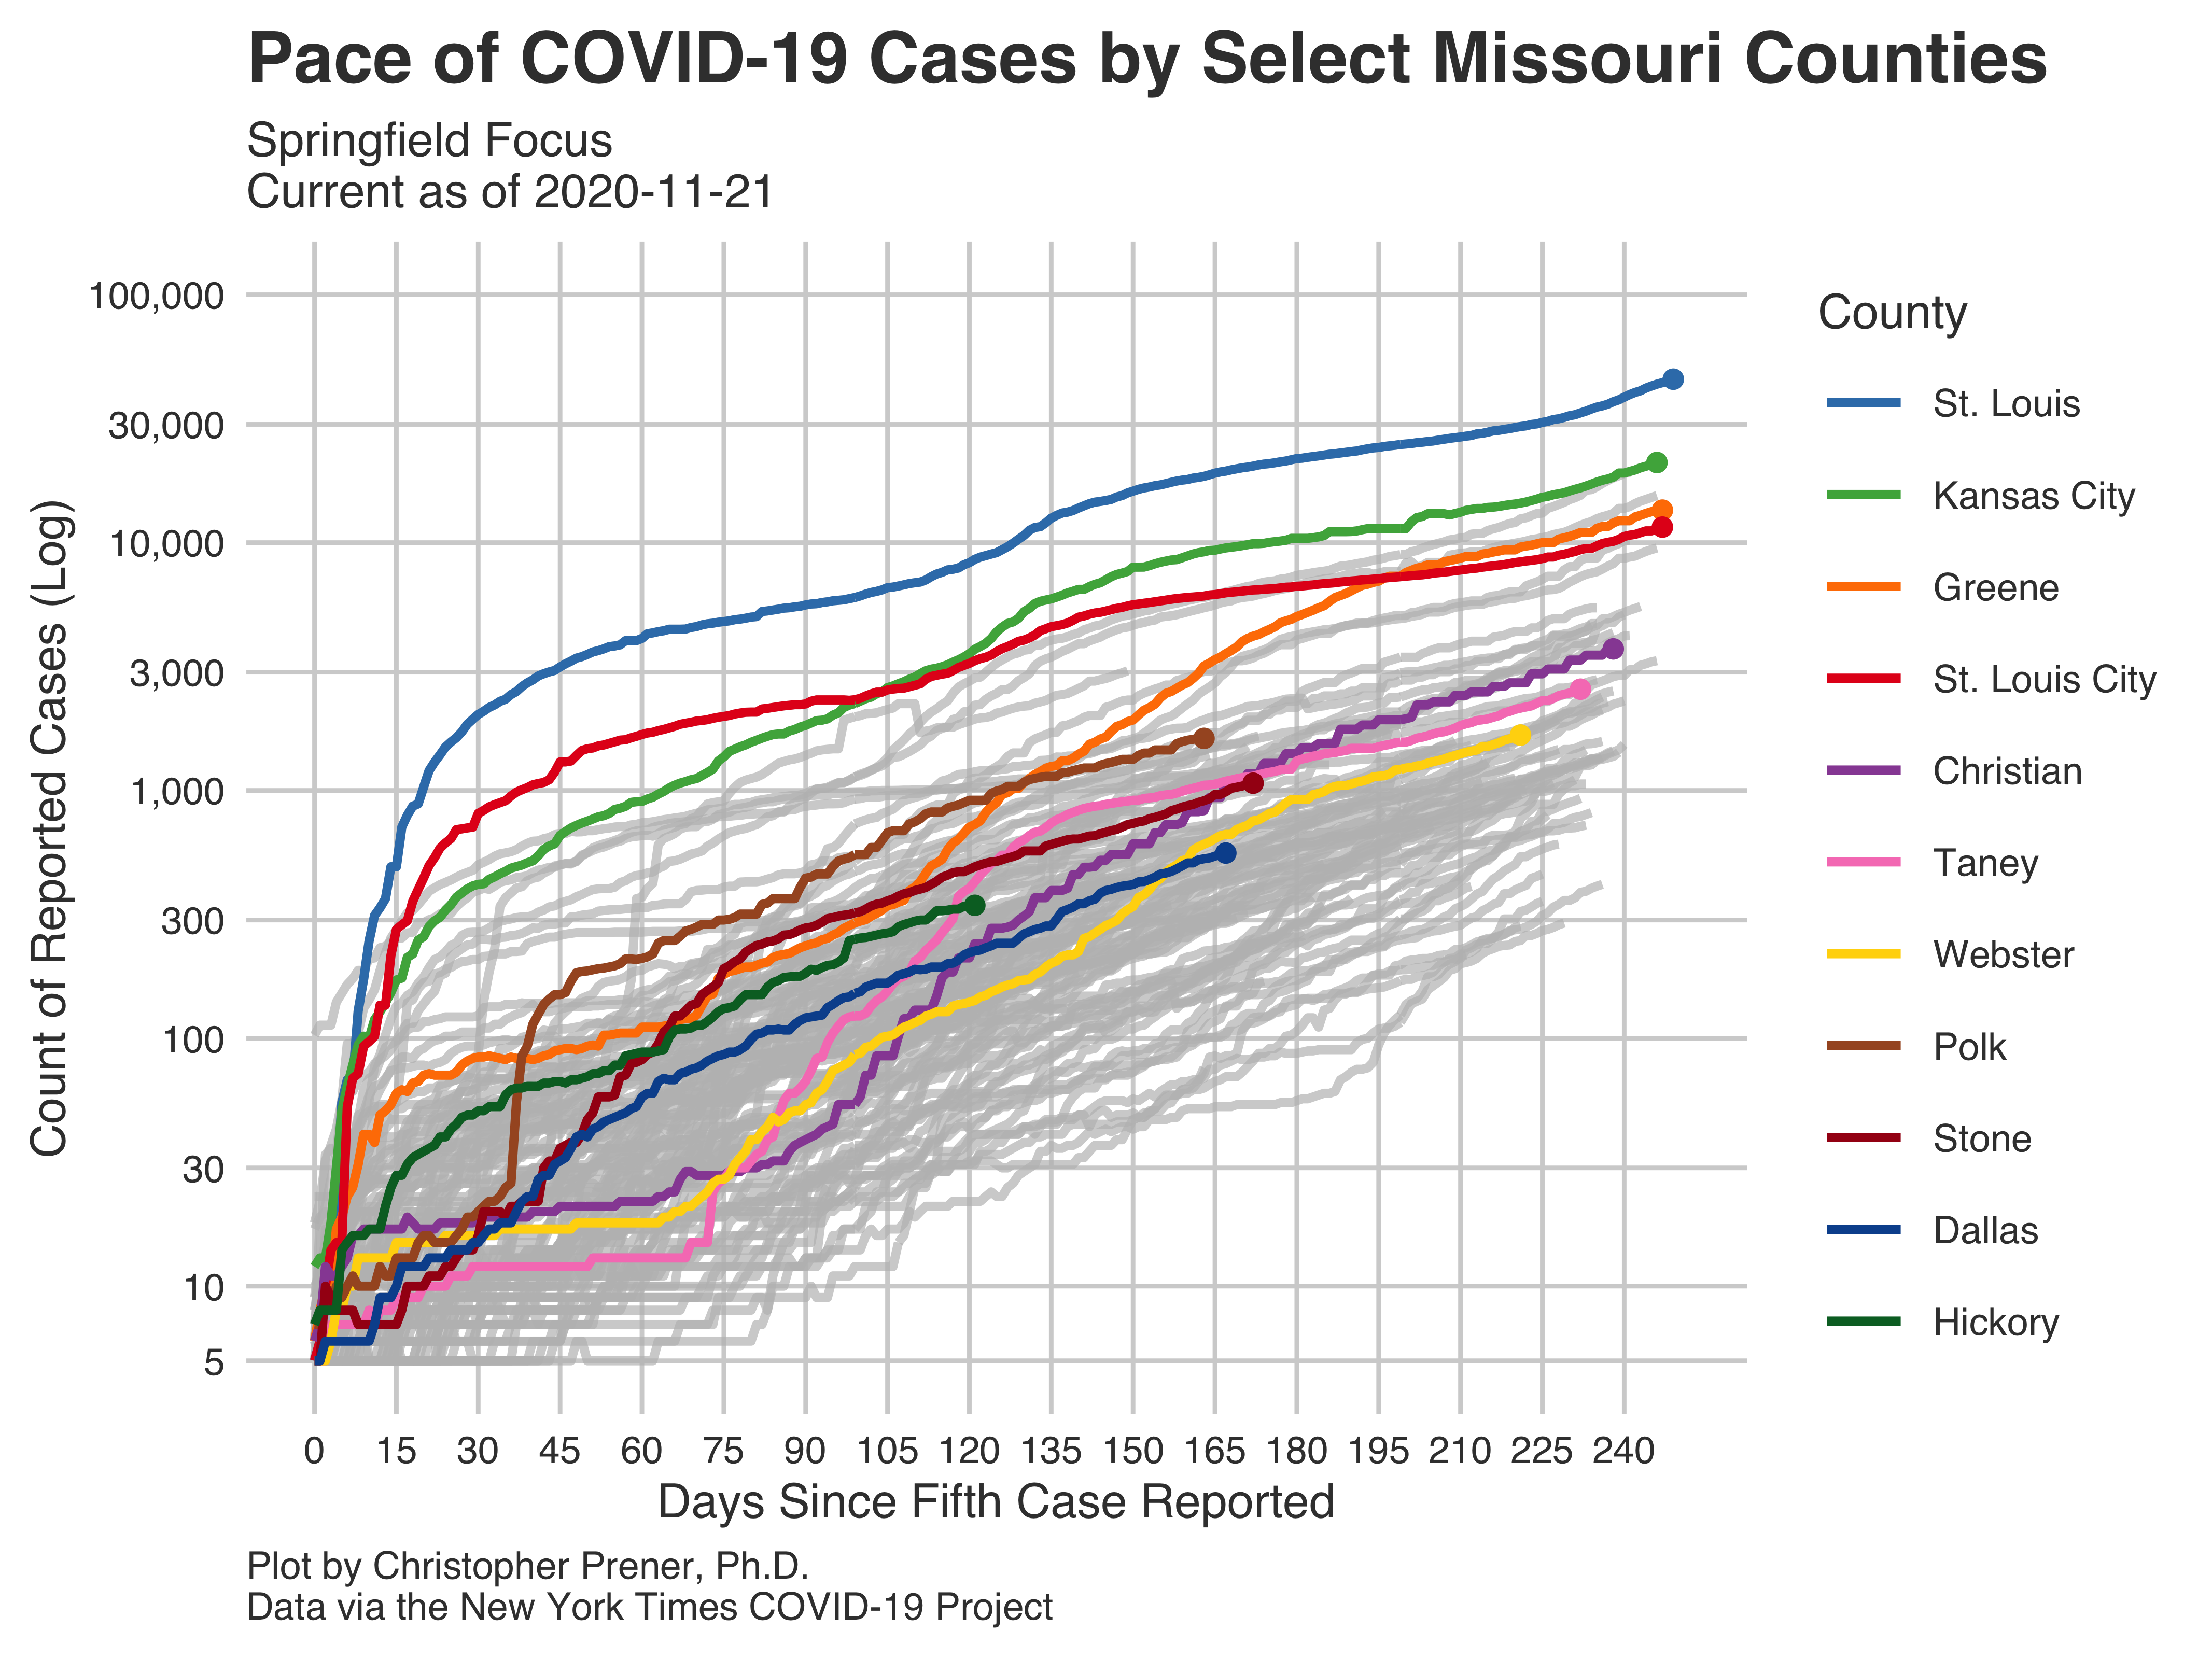 Pace of COVID-19 Cases by Select Missouri Counties
Springfield Focus
Current as of 2020-11-21
100,000
30,000
10,000
3,000
1,000
300
100
30
10
5
Count of Reported Cases (Log)
0 15 30 45 60 75 90 105 120 135 150 165 180 195 210 225 240
Days Since Fifth Case Reported
County
St. Louis
Kansas City
Greene
St. Louis City
Christian
Taney
Webster
Polk
Stone
Dallas
Hickory
Plot by Christopher Prener, Ph.D.
Data via the New York Times COVID-19 Project